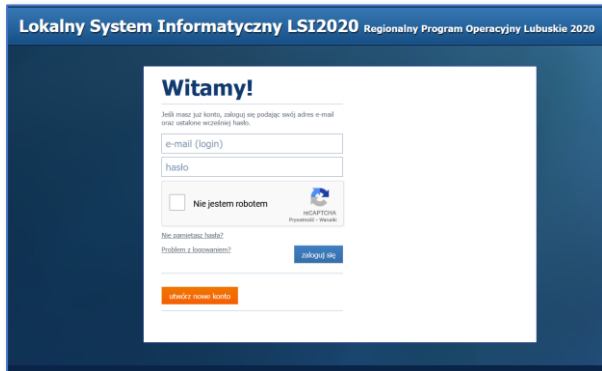 Lokalny System Informatyczny LSI2020 Regionalny Program Operacyjny Lubuskie 2020
Witamy!
Jeśli masz już konto, zaloguj się podając swój adres e-mail
oraz ustalone wcześniej hasło.
e-mail (login)
hasło
Nie jestem robotem
reCAPTCHA
Prywatność - Warunki
Nie pamiętasz hasła?
Problem z logowaniem?
zaloguj się
utwórz nowe konto